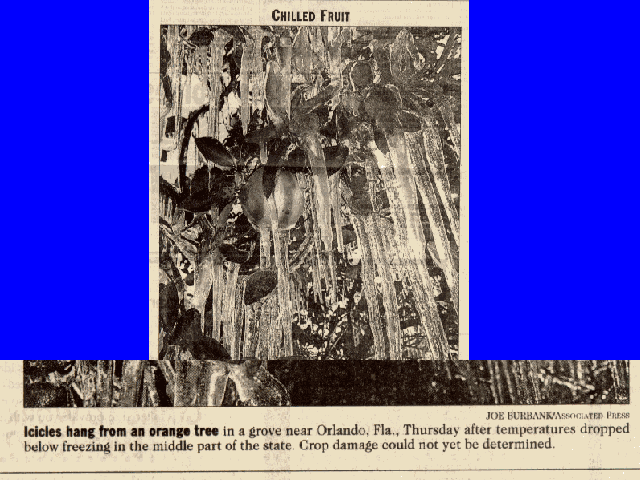 CHILLED FRUIT
JOE BURBANK/ASSOCIATED PRESS
Icicles hang from an orange tree in a grove near Orlando, Fla., Thursday after temperatures dropped
below freezing in the middle part of the state. Crop damage could not yet be determined.